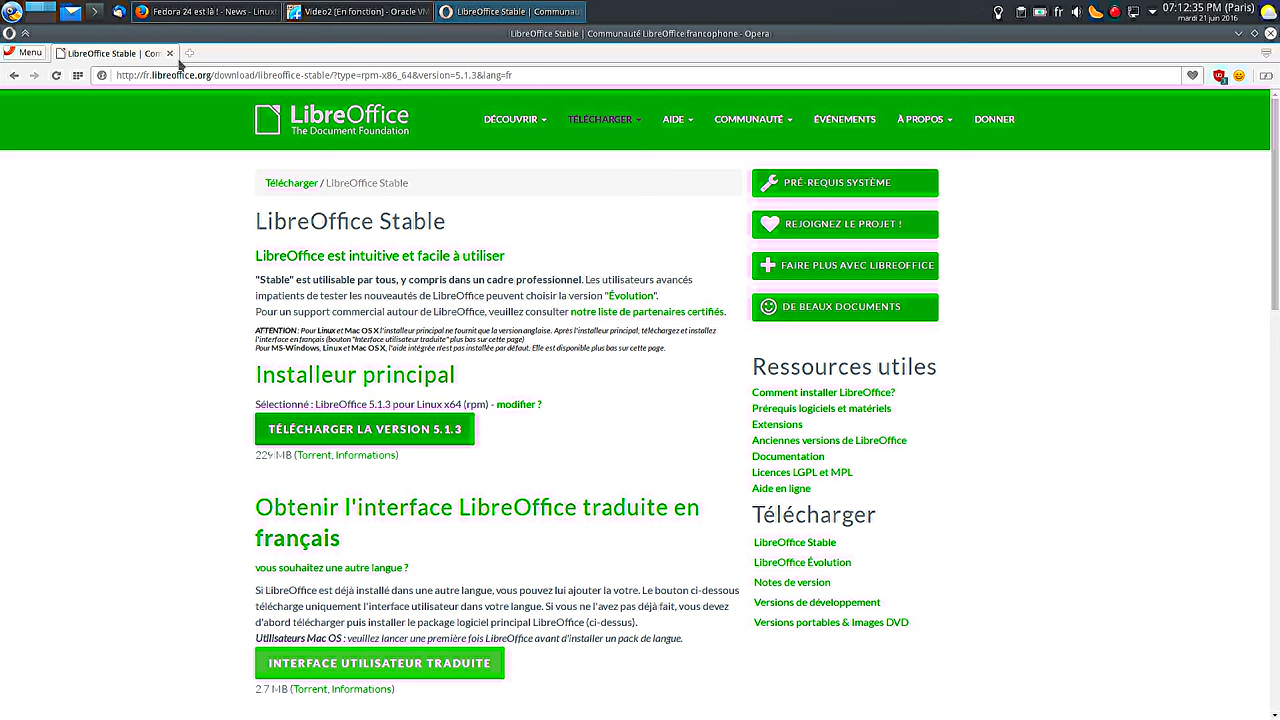 Fedora 24 est là ! - News - Linuxt
Video2 [En fonction] - Oracle VM
LibreOffice Stable | Communau
fr
07:12:35 PM (Paris)
mardi 21 juin 2016
LibreOffice Stable | Communauté LibreOffice francophone - Opera
Menu
LibreOffice Stable | Com
http://fr.libreoffice.org/download/libreoffice-stable/?type=rpm-x86_64&version=5.1.3&lang=fr
LibreOffice
The Document Foundation
DÉCOUVRIR
TÉLÉCHARGER
AIDE
COMMUNAUTÉ
ÉVÉNEMENTS
À PROPOS
DONNER
Télécharger / LibreOffice Stable
LibreOffice Stable
LibreOffice est intuitive et facile à utiliser
"Stable" est utilisable par tous, y compris dans un cadre professionnel. Les utilisateurs avancés
impatients de tester les nouveautés de LibreOffice peuvent choisir la version "Évolution".
Pour un support commercial autour de LibreOffice, veuillez consulter notre liste de partenaires certifiés.
ATTENTION : Pour Linux et Mac OS X l'installeur principal ne fournit que la version anglaise. Après l'installeur principal, téléchargez et installez
l'interface en français (bouton "Interface utilisateur traduite" plus bas sur cette page)
Pour MS-Windows, Linux et Mac OS X, l'aide intégrée n'est pas installée par défaut. Elle est disponible plus bas sur cette page.
Installeur principal
Sélectionné : LibreOffice 5.1.3 pour Linux x64 (rpm) - modifier ?
TÉLÉCHARGER LA VERSION 5.1.3
229 MB (Torrent, Informations)
Obtenir l'interface LibreOffice traduite en
français
vous souhaitez une autre langue ?
Si LibreOffice est déjà installé dans une autre langue, vous pouvez lui ajouter la votre. Le bouton ci-dessous
télécharge uniquement l'interface utilisateur dans votre langue. Si vous ne l'avez pas déjà fait, vous devez
d'abord télécharger puis installer le package logiciel principal LibreOffice (ci-dessus).
Utilisateurs Mac OS : veuillez lancer une première fois LibreOffice avant d'installer un pack de langue.
INTERFACE UTILISATEUR TRADUITE
2.7 MB (Torrent, Informations)
PRÉ-REQUIS SYSTÈME
REJOIGNEZ LE PROJET !
FAIRE PLUS AVEC LIBREOFFICE
DE BEAUX DOCUMENTS
Ressources utiles
Comment installer LibreOffice?
Prérequis logiciels et matériels
Extensions
Anciennes versions de LibreOffice
Documentation
Licences LGPL et MPL
Aide en ligne
Télécharger
LibreOffice Stable
LibreOffice Évolution
Notes de version
Versions de développement
Versions portables & Images DVD